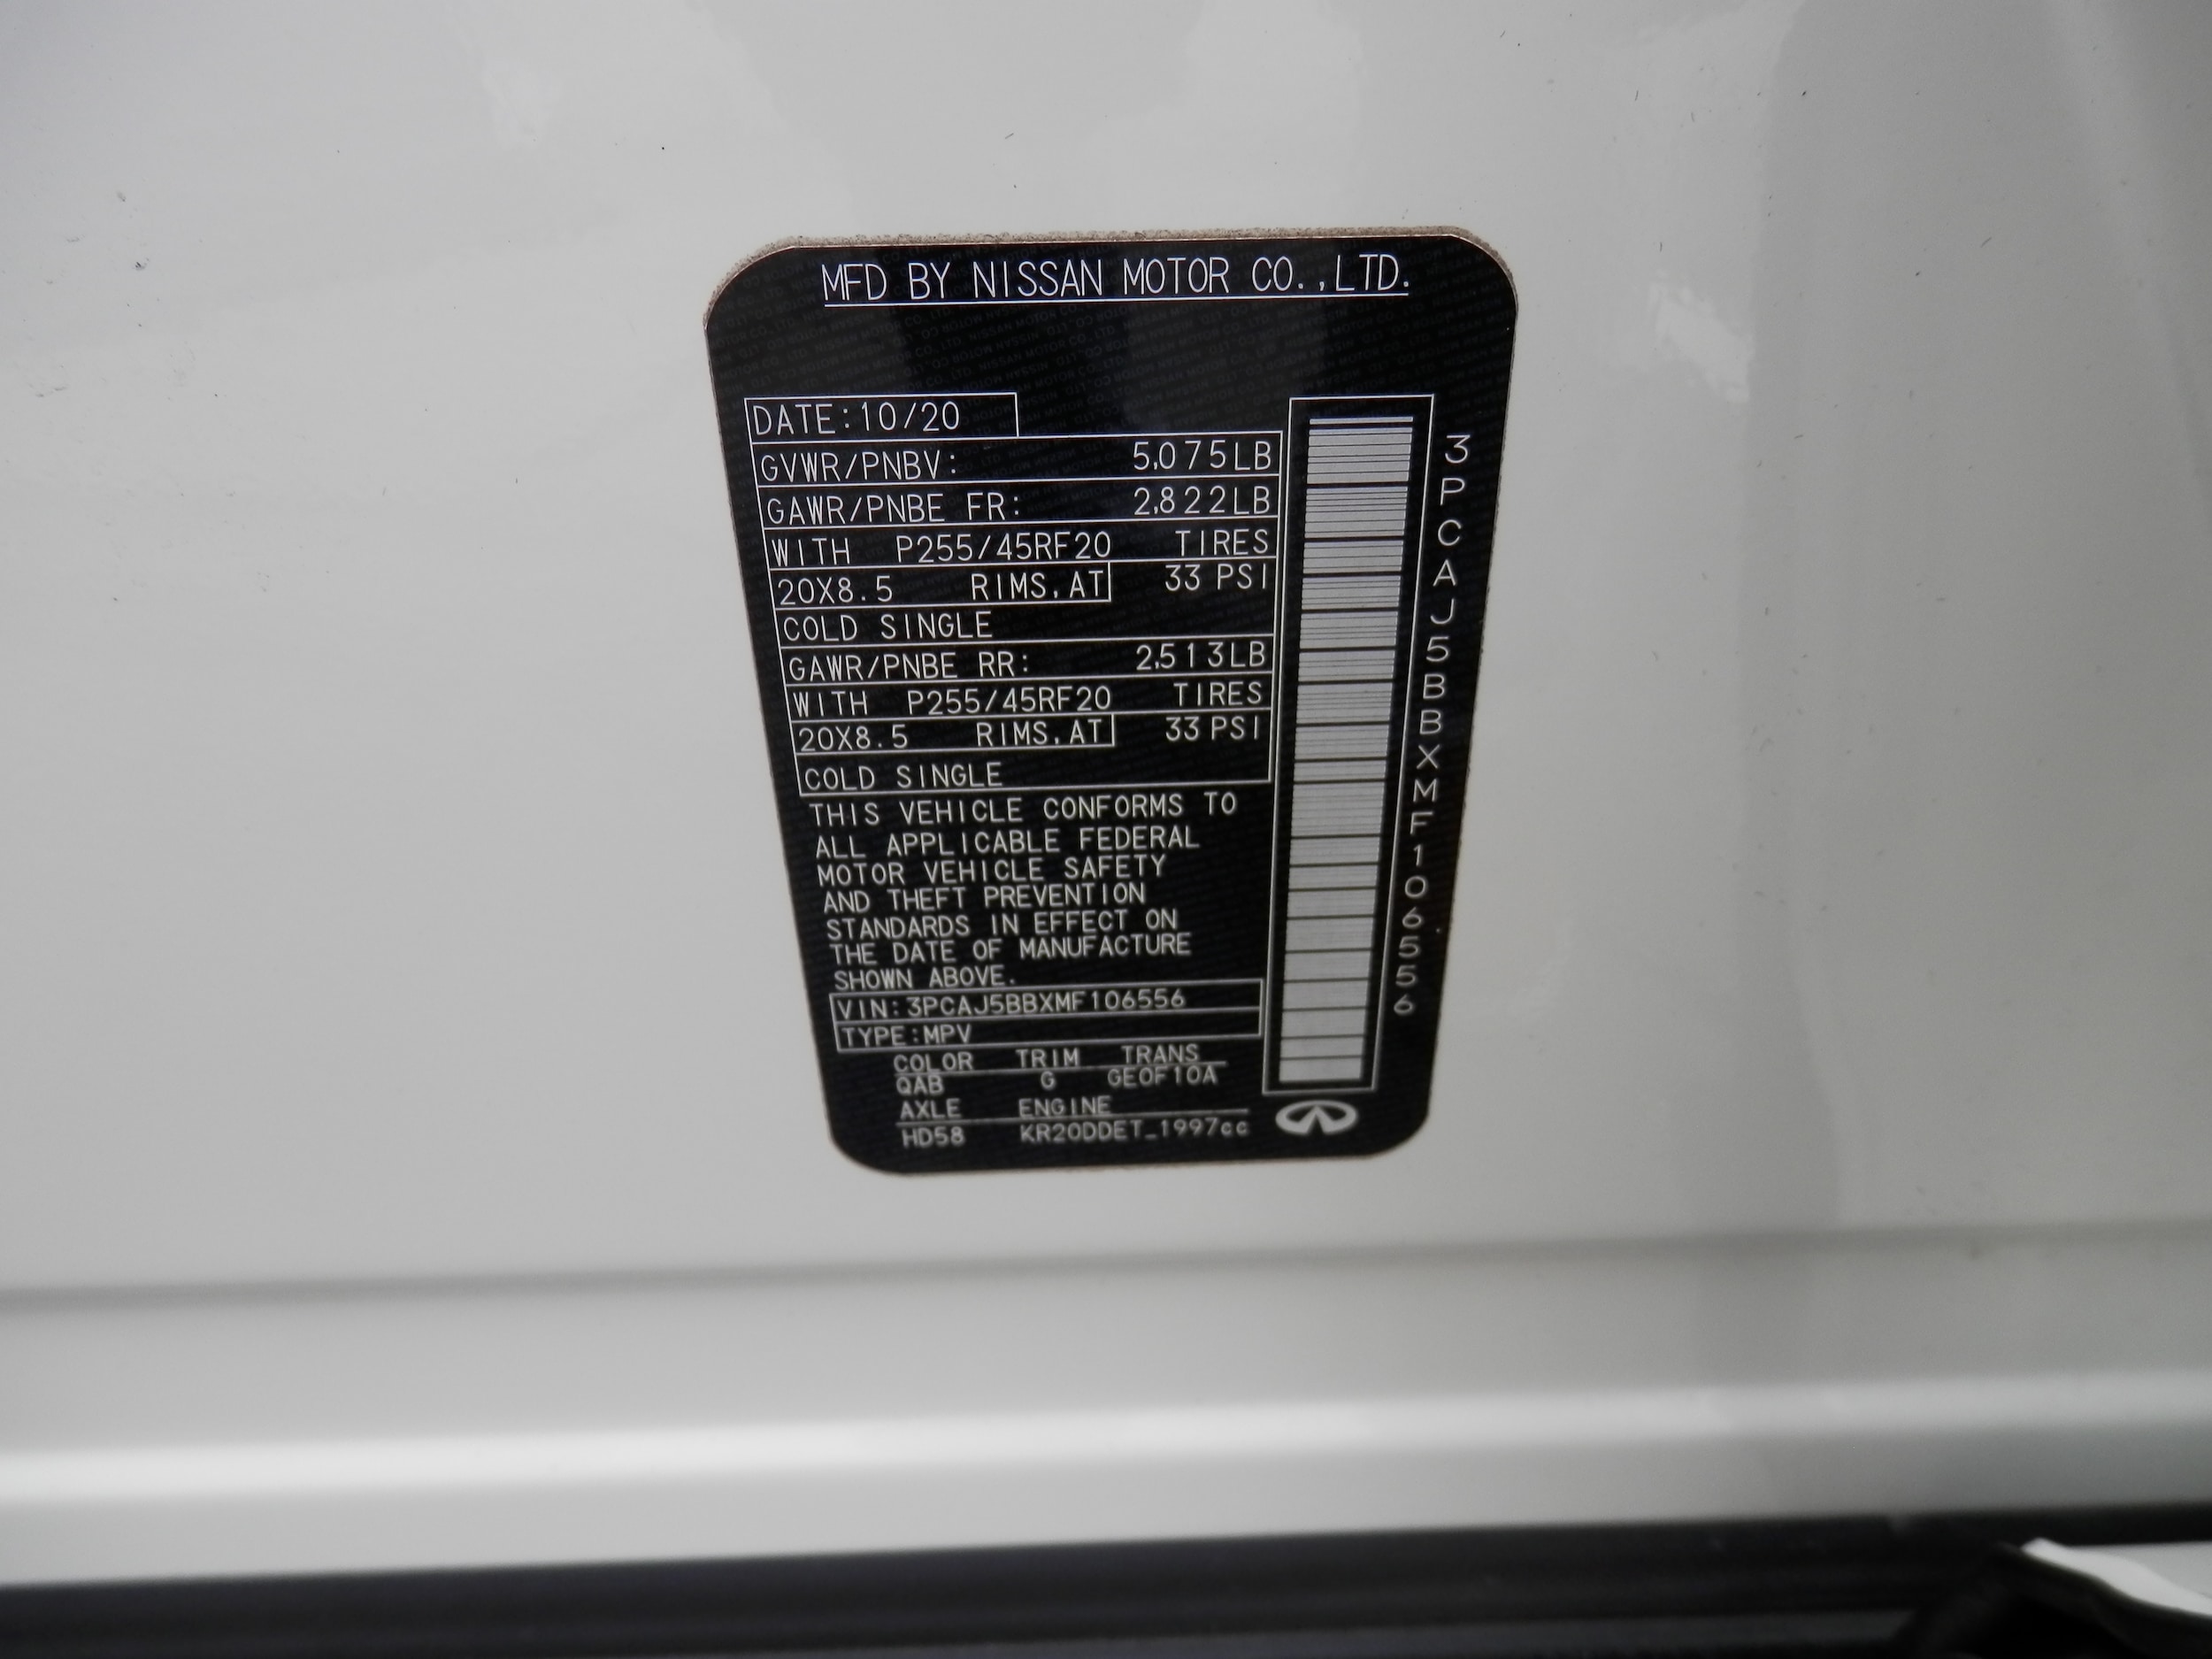 MFD BY NISSAN MOTOR CO.,LTD.
DATE:10/20
GVWR/PNBV: 5,075LB
GAWR/PNBE FR: 2,822LB
WITH P255/45RF20 TIRES
20X8.5 RIMS,AT 33 PSI
COLD SINGLE
GAWR/PNBE RR: 2,513LB
WITH P255/45RF20 TIRES
20X8.5 RIMS,AT 33 PSI
COLD SINGLE
THIS VEHICLE CONFORMS TO
ALL APPLICABLE FEDERAL
MOTOR VEHICLE SAFETY
AND THEFT PREVENTION
STANDARDS IN EFFECT ON
THE DATE OF MANUFACTURE
SHOWN ABOVE.
VIN:3PCAJ5BBXMF106556
TYPE:MPV
COLOR TRIM TRANS
QAB G GE0F10A
AXLE ENGINE
HD58 KR20DDET_1997cc
3PCAJ5BBXMF106556